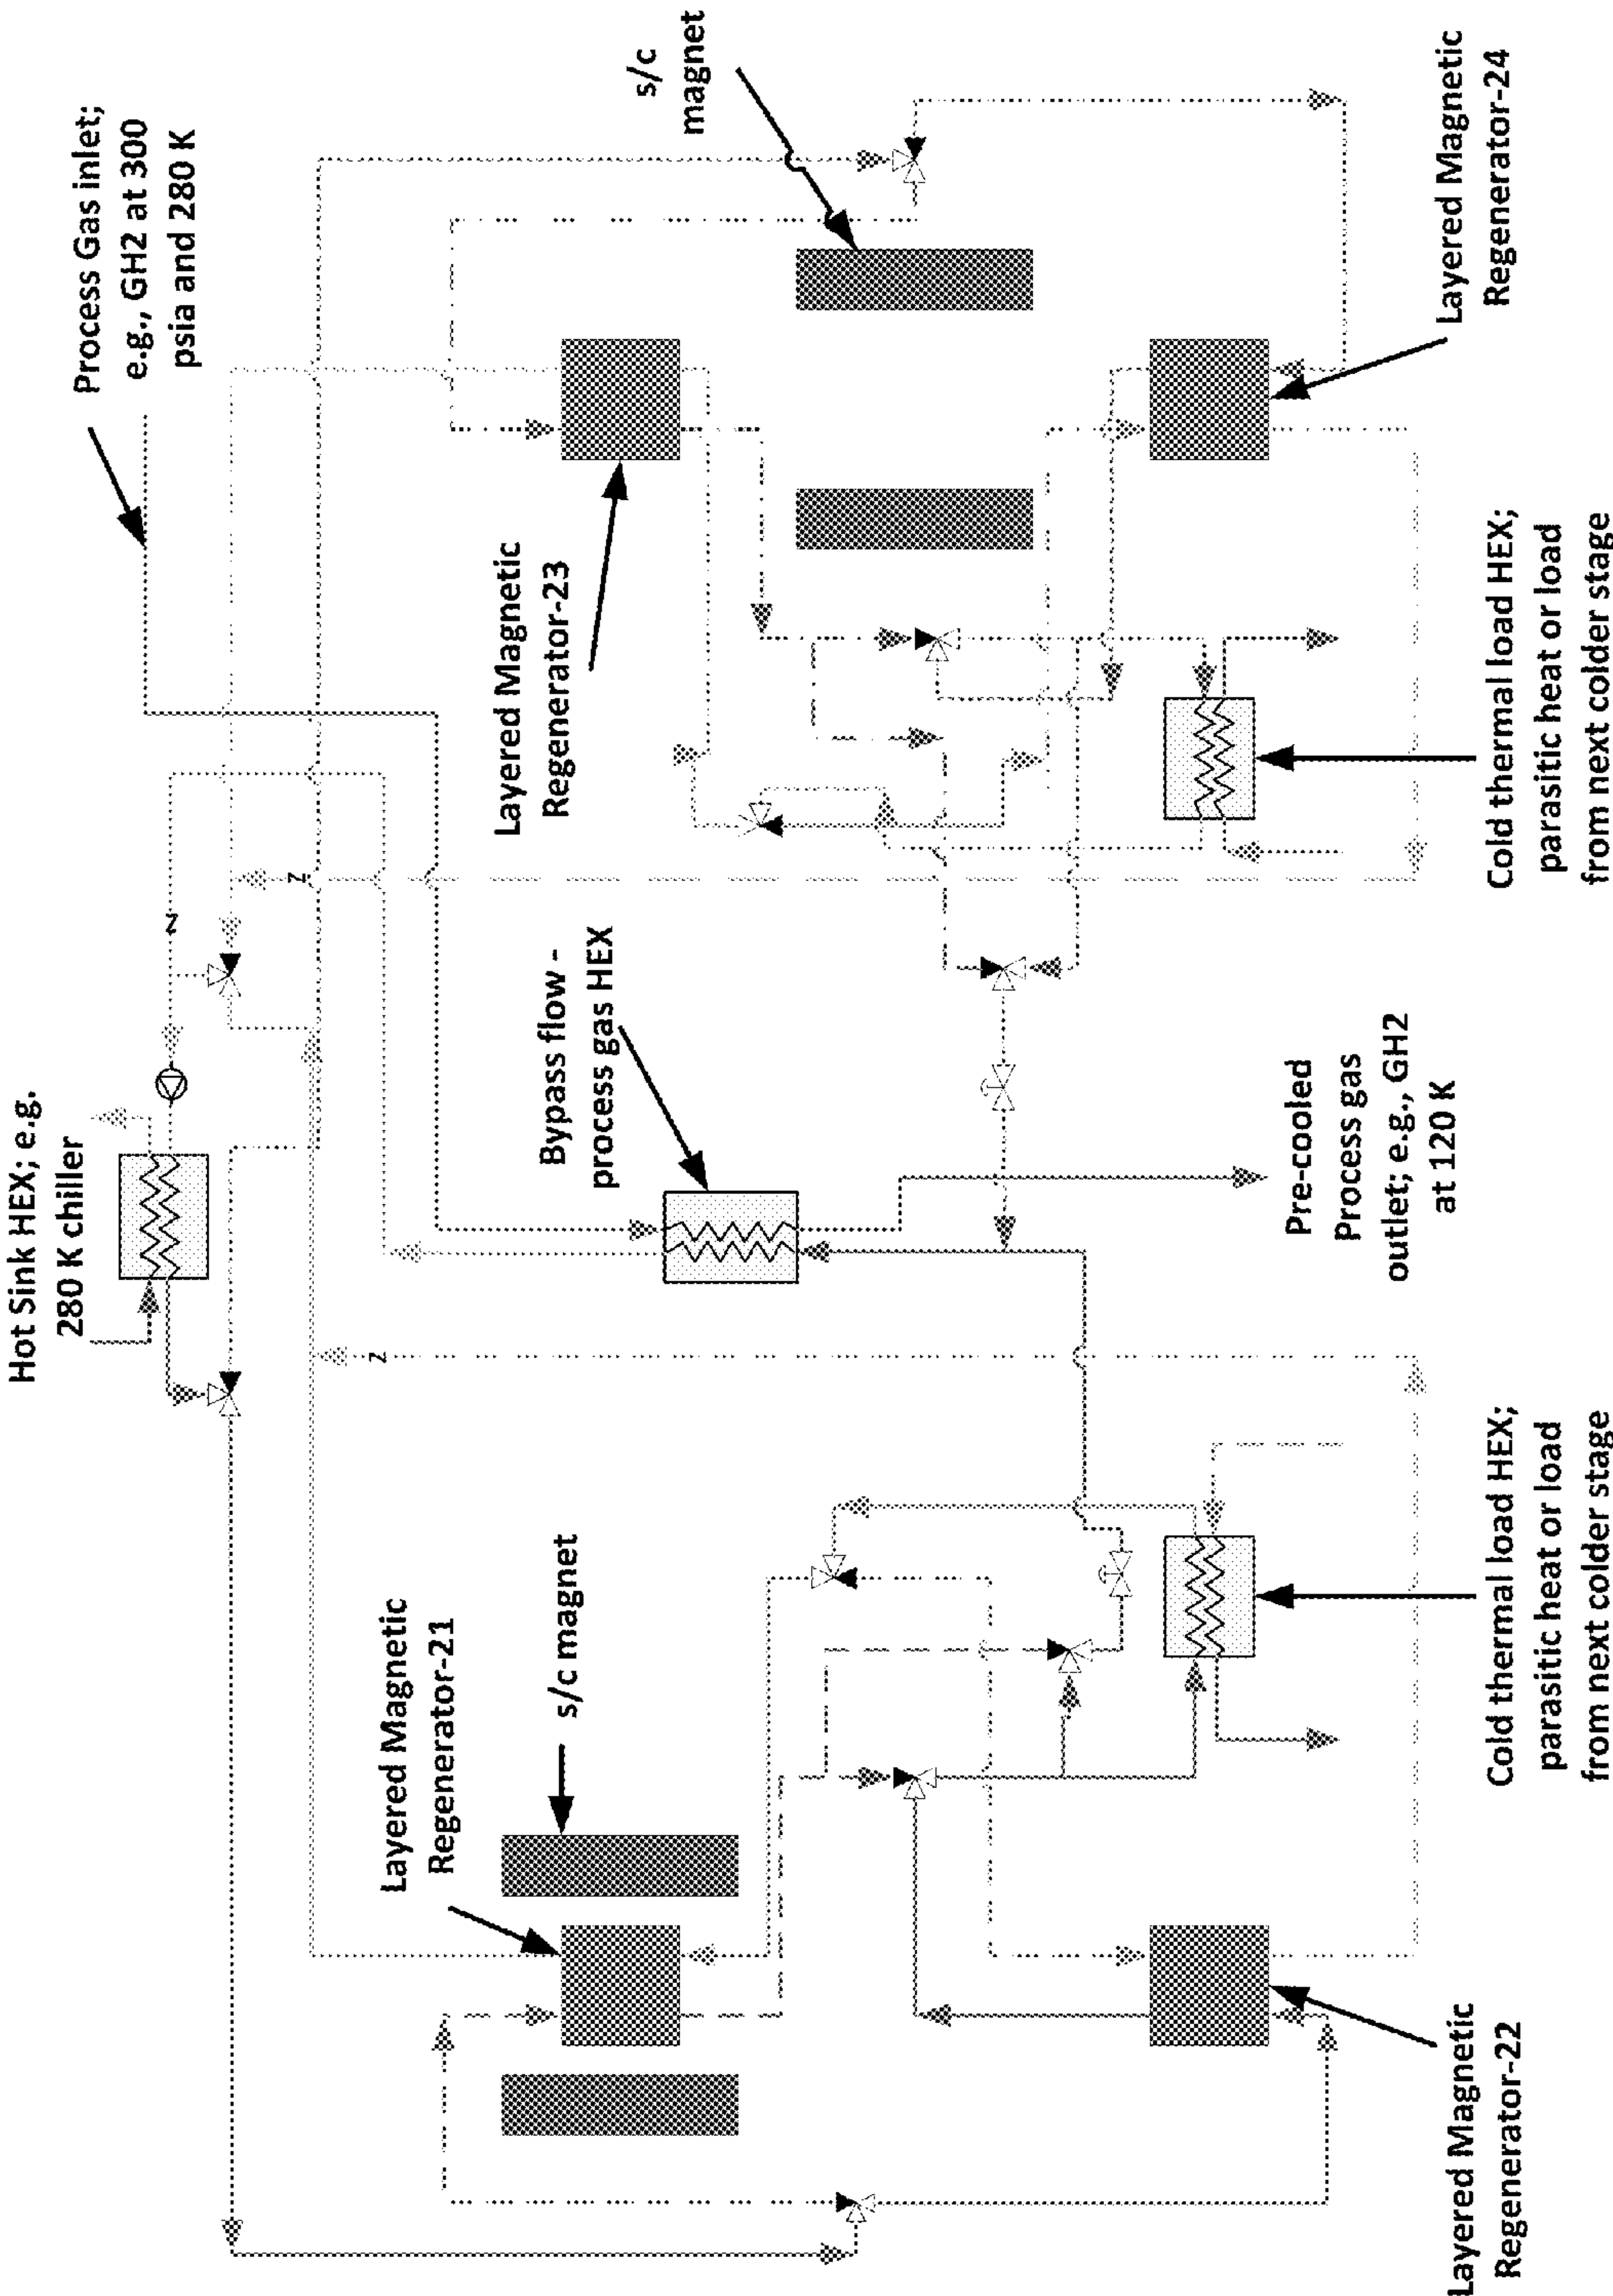 Hot Sink HEX; e.g.
280 K chiller
Process Gas inlet;
e.g., GH2 at 300
psia and 280 K
Layered Magnetic
Regenerator-21
s/c magnet
Bypass flow -
process gas HEX
Layered Magnetic
Regenerator-23
s/c
magnet
Layered Magnetic
Regenerator-22
Cold thermal load HEX;
parasitic heat or load
from next colder stage
Pre-cooled
Process gas
outlet; e.g., GH2
at 120 K
Cold thermal load HEX;
parasitic heat or load
from next colder stage
Layered Magnetic
Regenerator-24